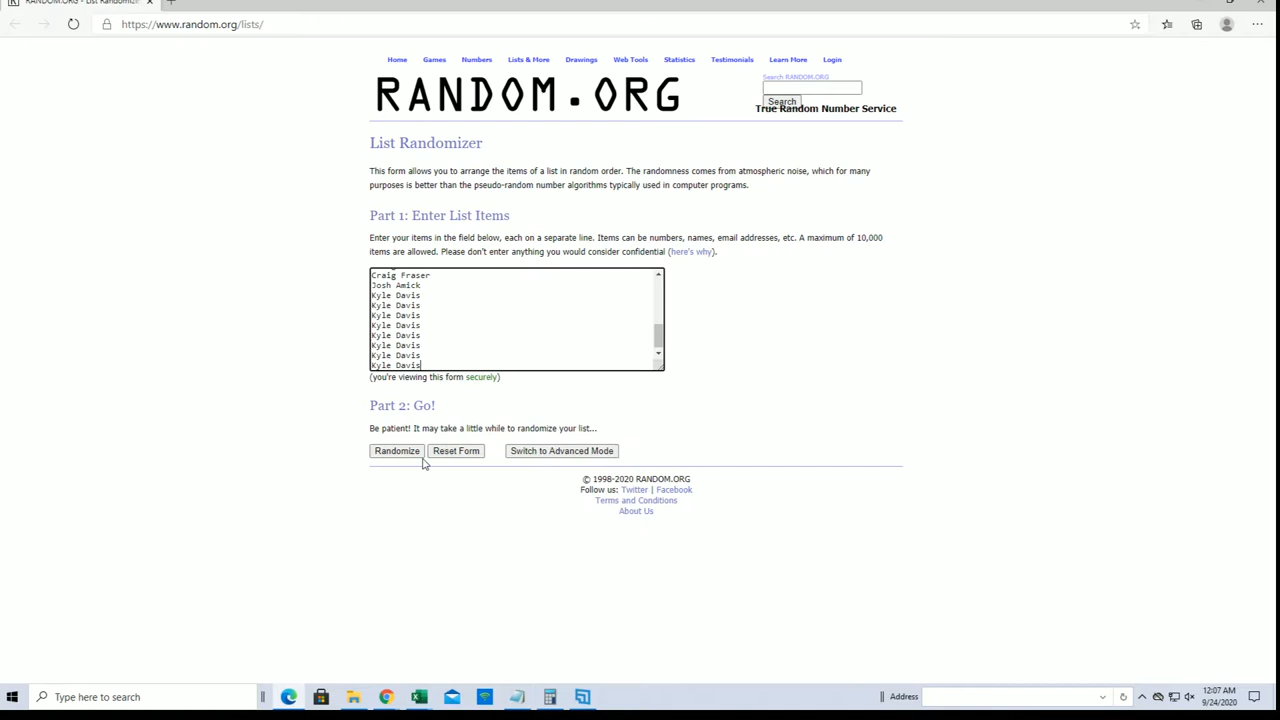 RANDOM.ORG - List Randomizer
https://www.random.org/lists/
Home Games Numbers Lists & More Drawings Web Tools Statistics Testimonials Learn More Login
Search RANDOM.ORG
RANDOM.ORG
Search
True Random Number Service
List Randomizer
This form allows you to arrange the items of a list in random order. The randomness comes from atmospheric noise, which for many
purposes is better than the pseudo-random number algorithms typically used in computer programs.
Part 1: Enter List Items
Enter your items in the field below, each on a separate line. Items can be numbers, names, email addresses, etc. A maximum of 10,000
items are allowed. Please don't enter anything you would consider confidential (here's why).
Craig Fraser
Josh Amick
Kyle Davis
Kyle Davis
Kyle Davis
Kyle Davis
Kyle Davis
Kyle Davis
Kyle Davis
Kyle Davis
(you're viewing this form securely)
Part 2: Go!
Be patient! It may take a little while to randomize your list...
Randomize Reset Form Switch to Advanced Mode
© 1998-2020 RANDOM.ORG
Follow us: Twitter | Facebook
Terms and Conditions
About Us
Type here to search
Address
12:07 AM
9/24/2020